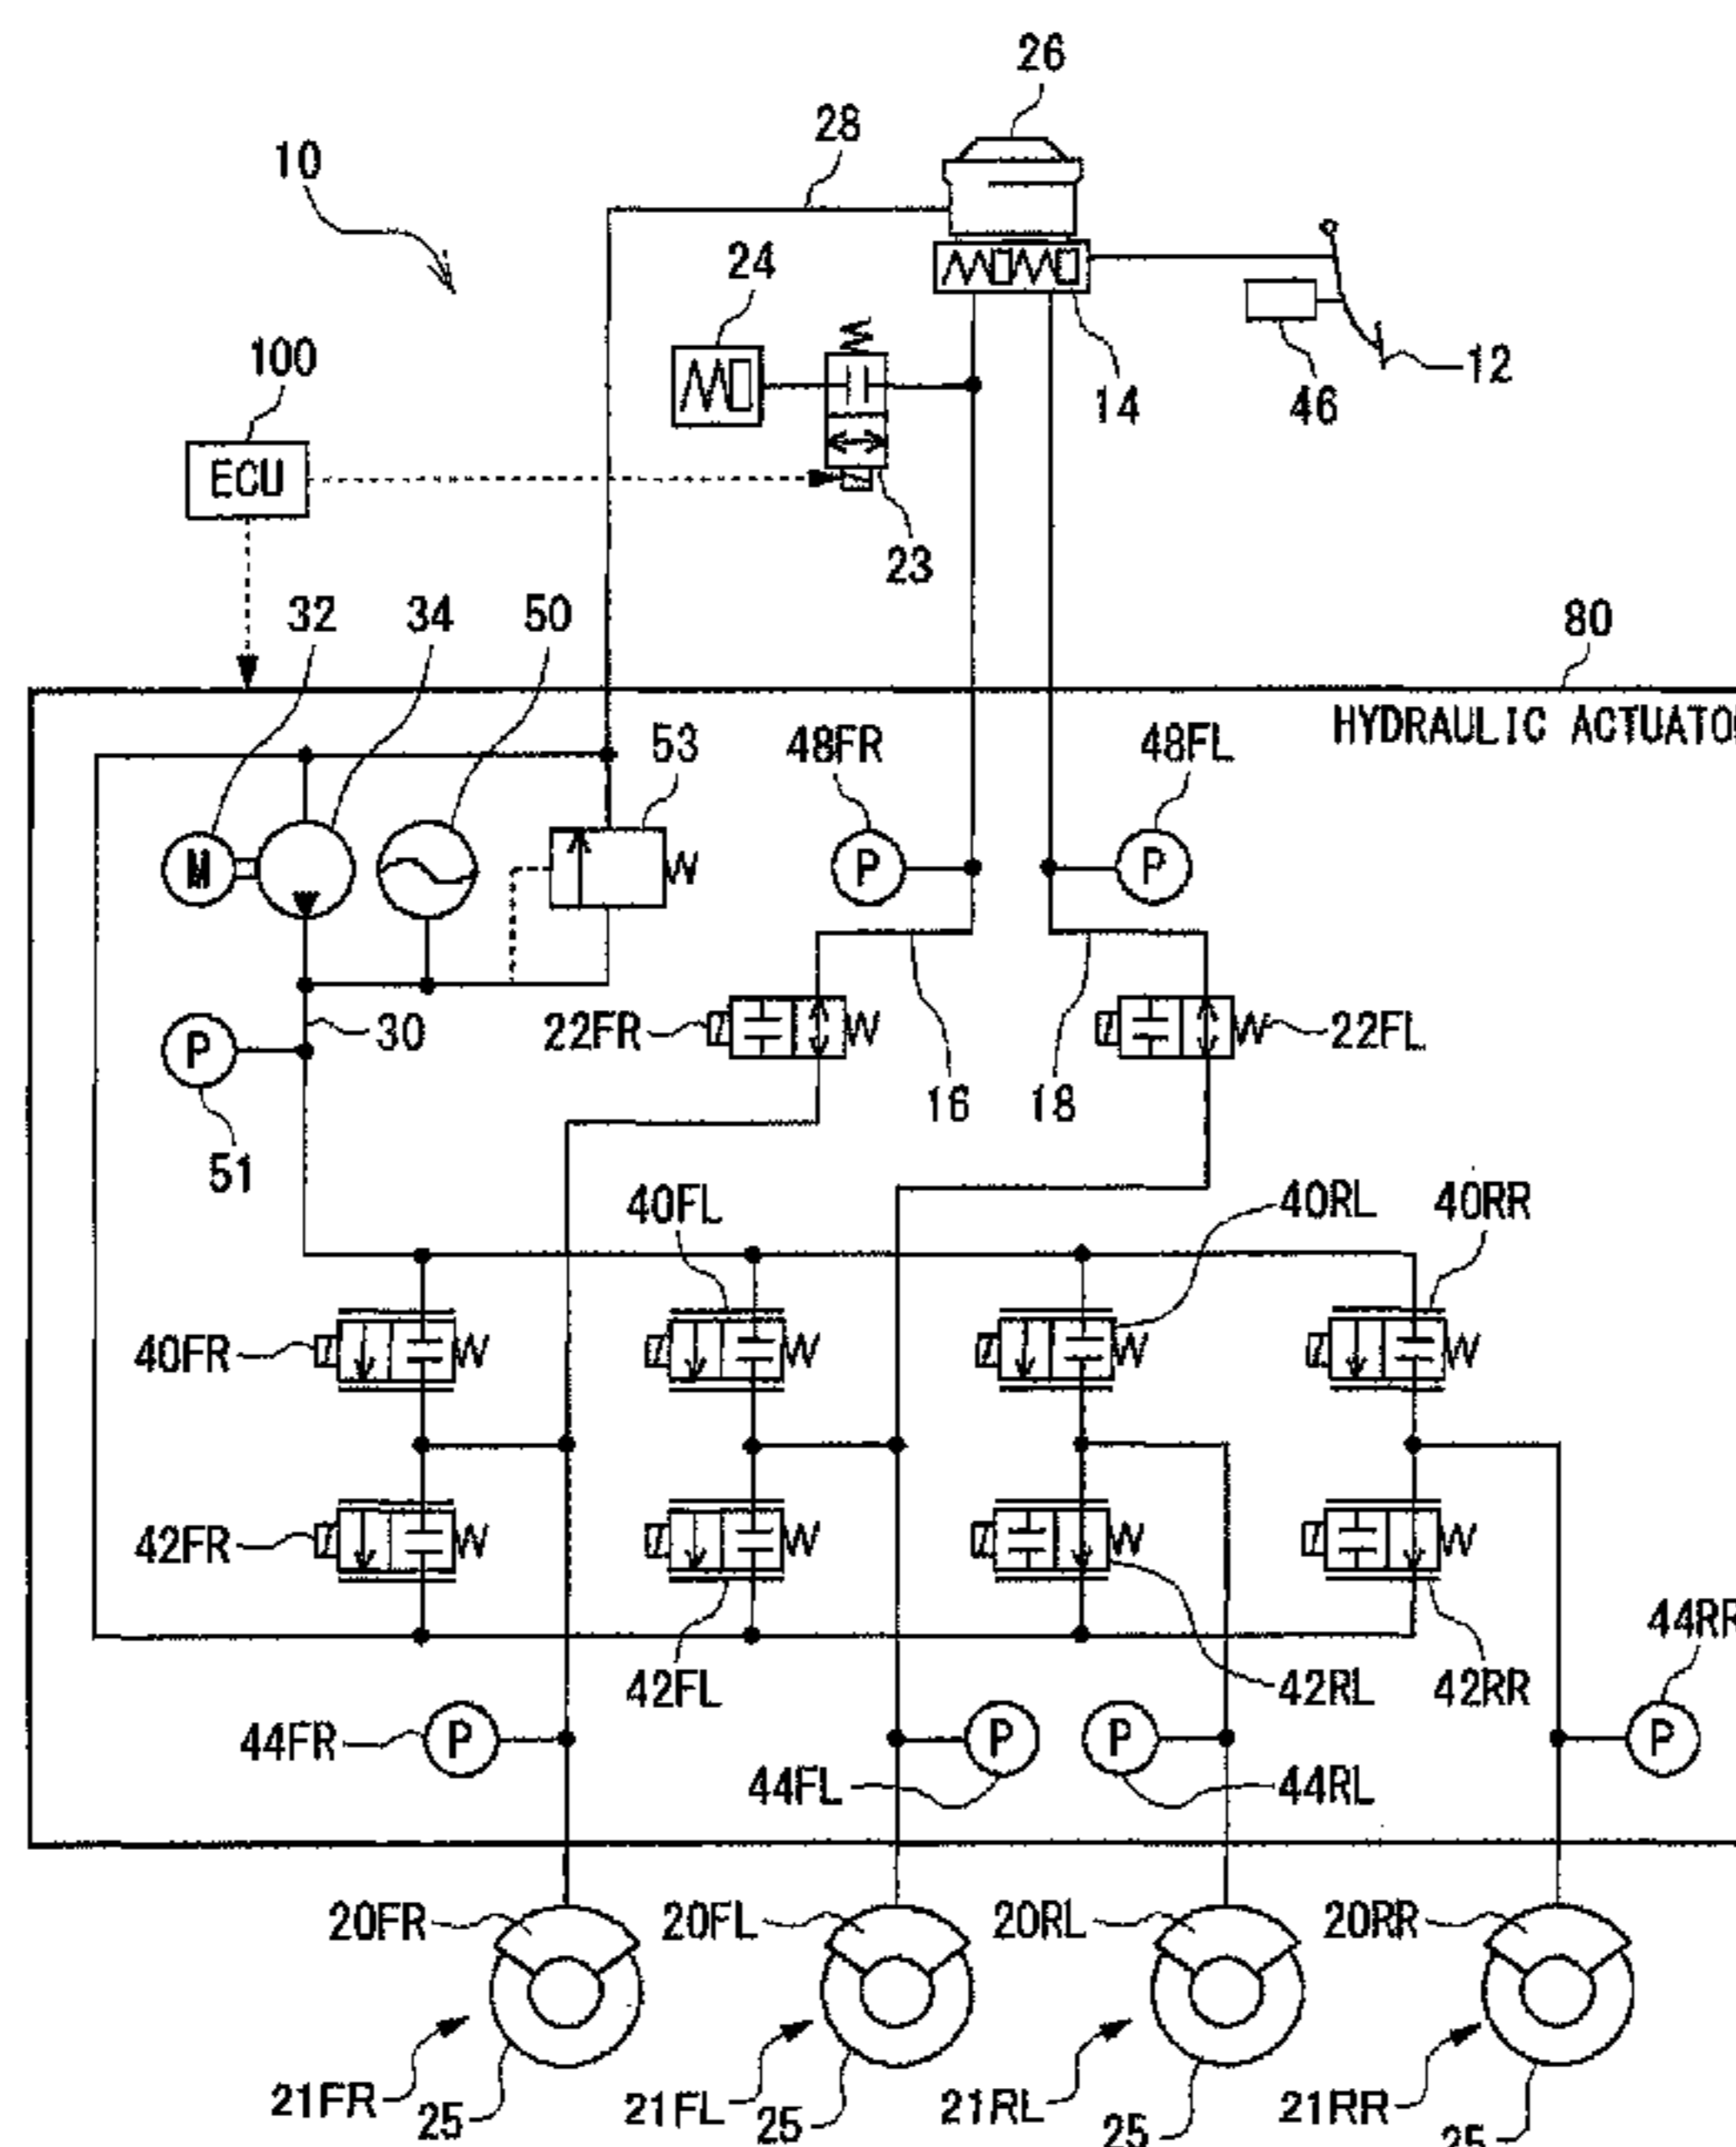 26
28
10
24
100
ECU
14
46
12
23
32
34
50
80
HYDRAULIC ACTUATO
53
48FR
48FL
M
P
P
22FR
30
22FL
P
16
18
51
40FL
40RL
40RR
40FR
42FR
44RR
42FL
42RL
42RR
44FR
P
P
P
P
44FL
44RL
20FR
20FL
20RL
20RR
21FR
25
21FL
25
21RL
25
21RR
25